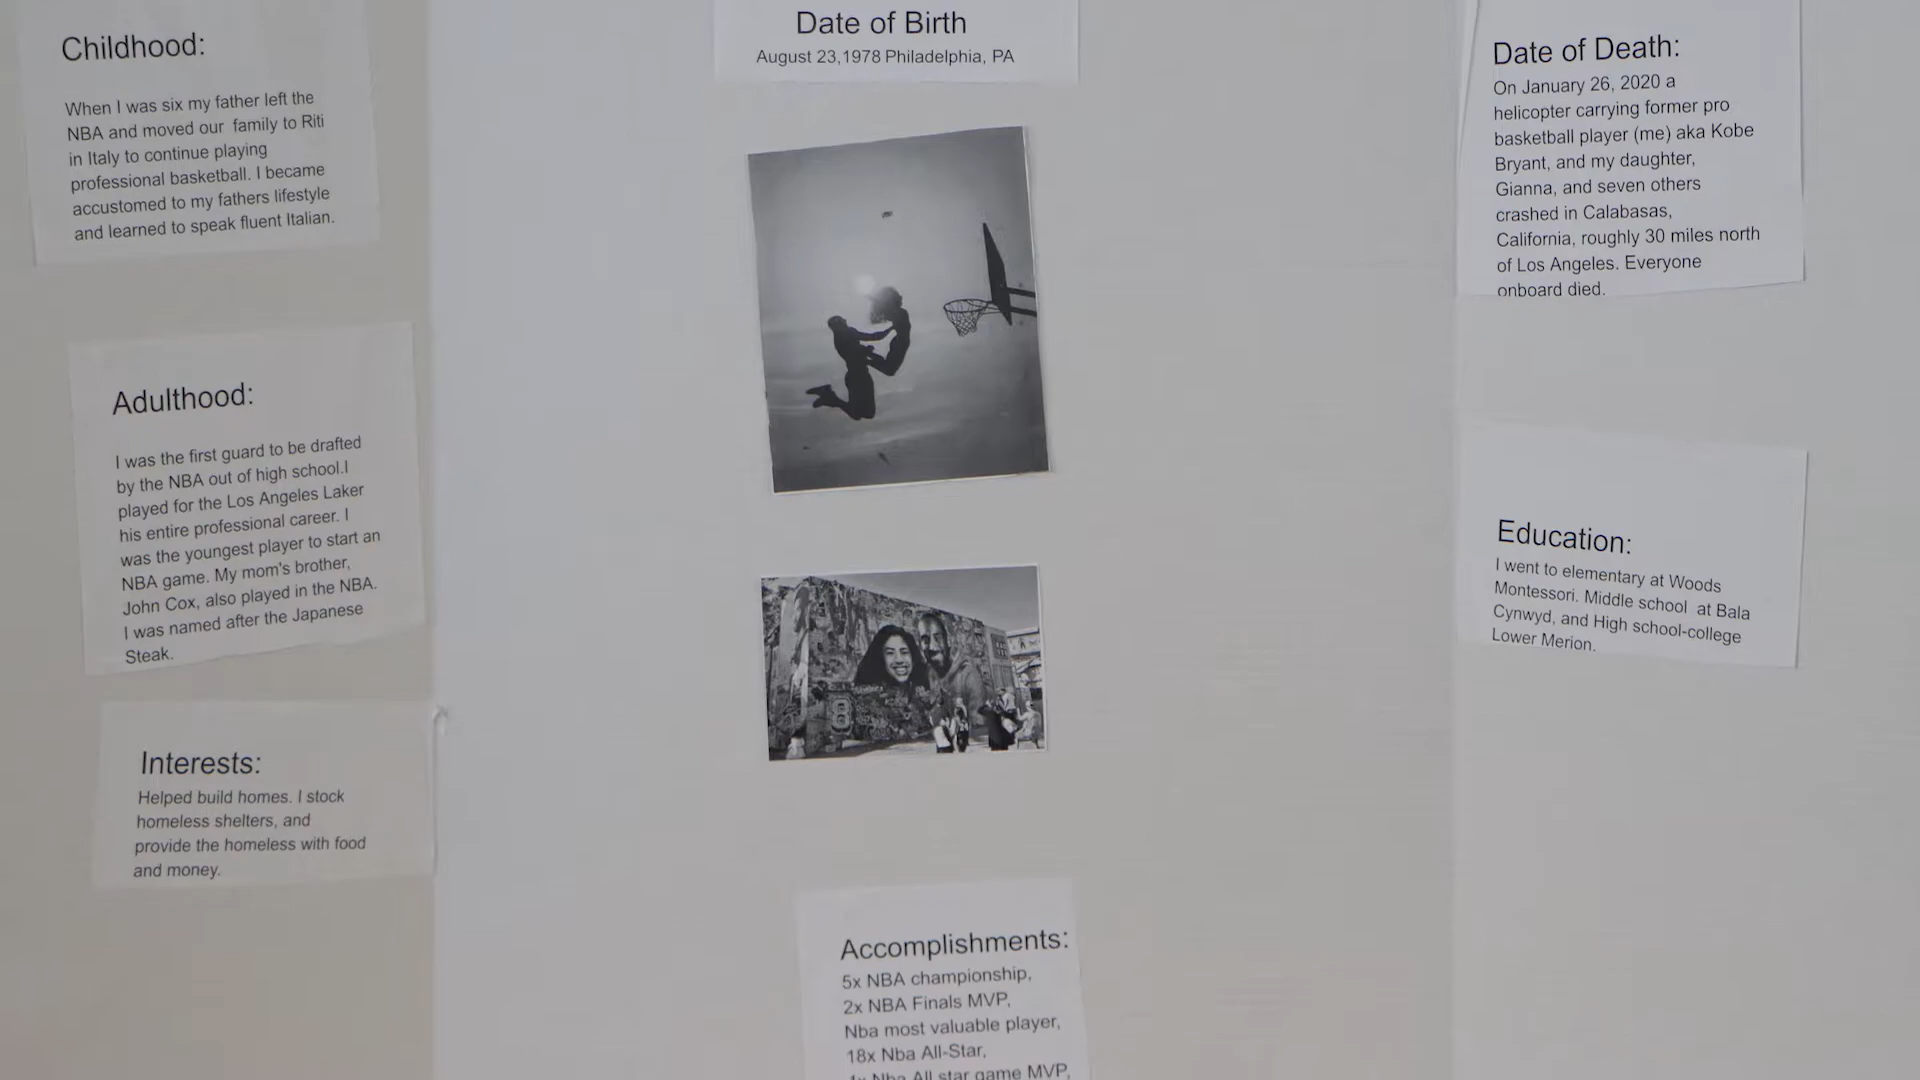 Childhood:
When I was six my father left the
NBA and moved our family to Riti
in Italy to continue playing
professional basketball. I became
accustomed to my fathers lifestyle
and learned to speak fluent Italian.
Adulthood:
I was the first guard to be drafted
by the NBA out of high school.I
played for the Los Angeles Laker
his entire professional career. I
was the youngest player to start an
NBA game. My mom's brother,
John Cox, also played in the NBA.
I was named after the Japanese
Steak.
Interests:
Helped build homes. I stock
homeless shelters, and
provide the homeless with food
and money.
Date of Birth
August 23,1978 Philadelphia, PA
8
Accomplishments:
5x NBA championship,
2x NBA Finals MVP,
Nba most valuable player,
18x Nba All-Star,
Nba All star game MVP,
Date of Death:
On January 26, 2020 a
helicopter carrying former pro
basketball player (me) aka Kobe
Bryant, and my daughter,
Gianna, and seven others
crashed in Calabasas,
California, roughly 30 miles north
of Los Angeles. Everyone
onboard died.
Education:
I went to elementary at Woods
Montessori. Middle school at Bala
Cynwyd, and High school-college
Lower Merion.